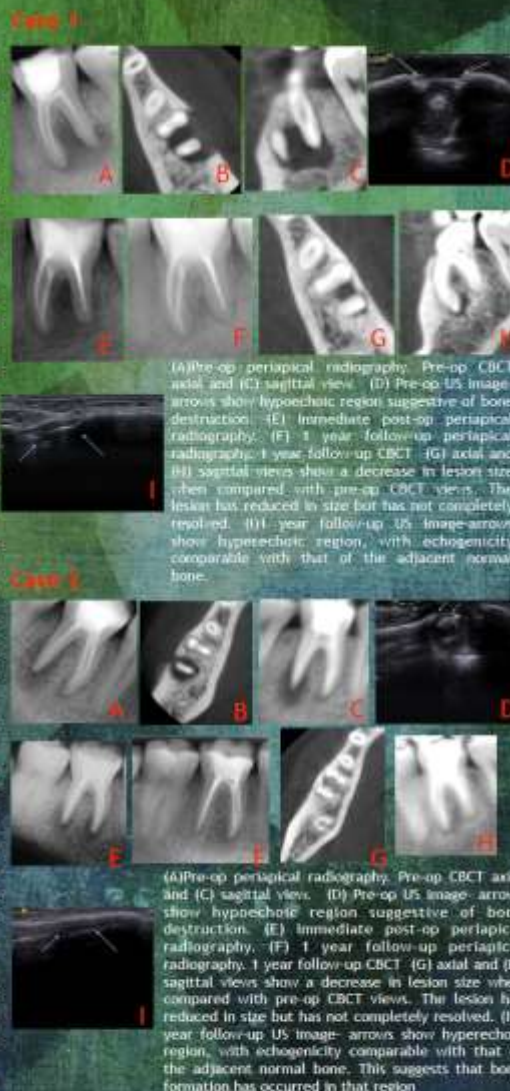 Case 1
A B C D
E F G H
(A)Pre-op periapical radiography. Pre-op CBCT
axial and (C) sagittal view. (D) Pre-op US image-
arrows show hypoechoic region suggestive of bone
destruction. (E) Immediate post-op periapical
radiography. (F) 1 year follow-up periapical
radiography. 1 year follow-up CBCT (G) axial and
(H) sagittal views show a decrease in lesion size
when compared with pre-op CBCT views. The
lesion has reduced in size but has not completely
resolved. (I)1 year follow-up US image-arrows
show hyperechoic region, with echogenicity
comparable with that of the adjacent normal
bone.
I
Case 2
A B C D
E F G H
(A)Pre-op periapical radiography. Pre-op CBCT axi
and (C) sagittal view. (D) Pre-op US image- arrow
show hypoechoic region suggestive of bon
destruction. (E) Immediate post-op periapic
radiography. (F) 1 year follow-up periapic
radiography. 1 year follow-up CBCT (G) axial and (
sagittal views show a decrease in lesion size whe
compared with pre-op CBCT views. The lesion ha
reduced in size but has not completely resolved. (I
year follow-up US image- arrows show hyperecho
region, with echogenicity comparable with that
the adjacent normal bone. This suggests that bon
formation has occurred in that region
I